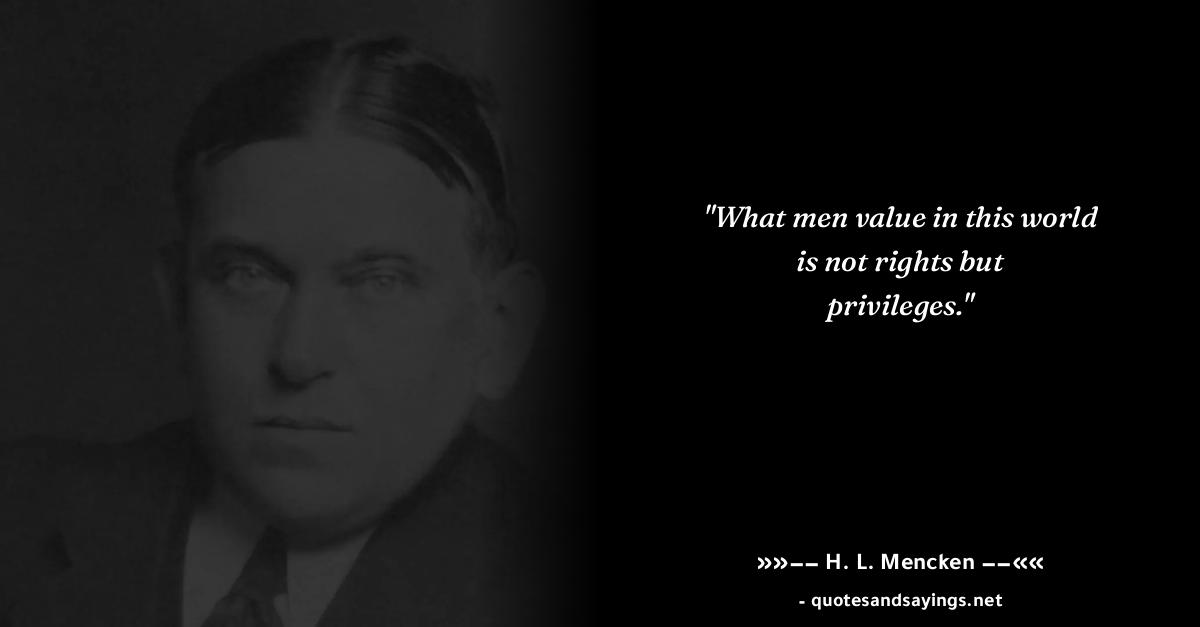 "What men value in this world
is not rights but
privileges."
»»–– H. L. Mencken ––««
- quotesandsayings.net